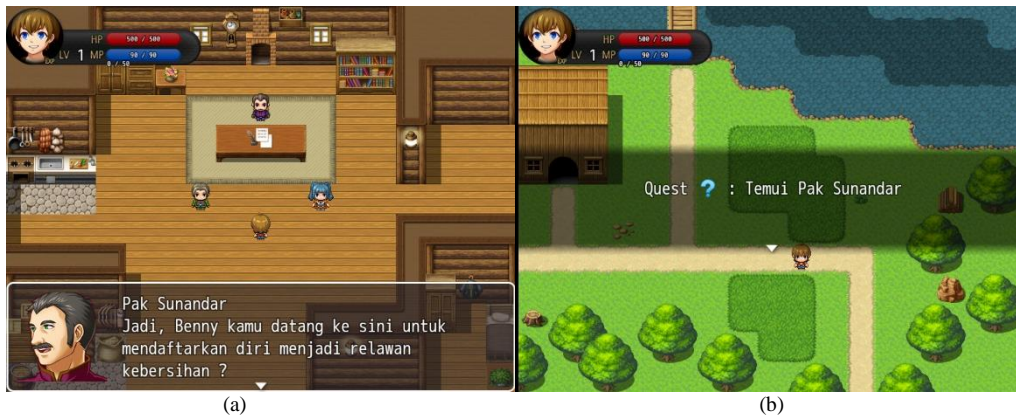 HP 500 / 500
LV 1 MP 90 / 90
EXP 0 / 50
Pak Sunandar
Jadi, Benny kamu datang ke sini untuk
mendaftarkan diri menjadi relawan
kebersihan ?
(a)
HP 500 / 500
LV 1 MP 90 / 90
EXP 0 / 50
Quest ? : Temui Pak Sunandar
(b)